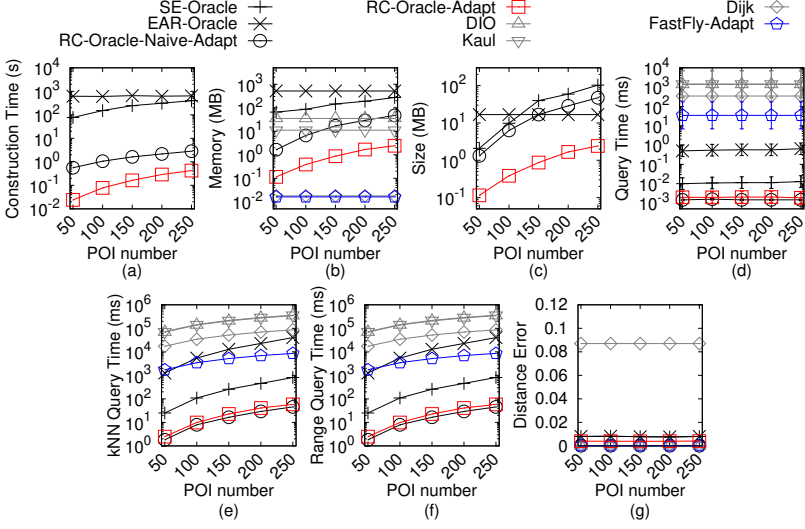 SE-Oracle
EAR-Oracle
RC-Oracle-Naive-Adapt
RC-Oracle-Adapt
DIO
Kaul
Dijk
FastFly-Adapt
Construction Time (s)
10^4
10^3
10^2
10^1
10^0
10^-1
10^-2
50 100 150 200 250
POI number
(a)
Memory (MB)
10^3
10^2
10^1
10^0
10^-1
10^-2
50 100 150 200 250
POI number
(b)
Size (MB)
10^2
10^1
10^0
10^-1
50 100 150 200 250
POI number
(c)
Query Time (ms)
10^4
10^3
10^2
10^1
10^0
10^-1
10^-2
10^-3
50 100 150 200 250
POI number
(d)
kNN Query Time (ms)
10^6
10^5
10^4
10^3
10^2
10^1
10^0
50 100 150 200 250
POI number
(e)
Range Query Time (ms)
10^6
10^5
10^4
10^3
10^2
10^1
10^0
50 100 150 200 250
POI number
(f)
Distance Error
0.12
0.1
0.08
0.06
0.04
0.02
0
50 100 150 200 250
POI number
(g)